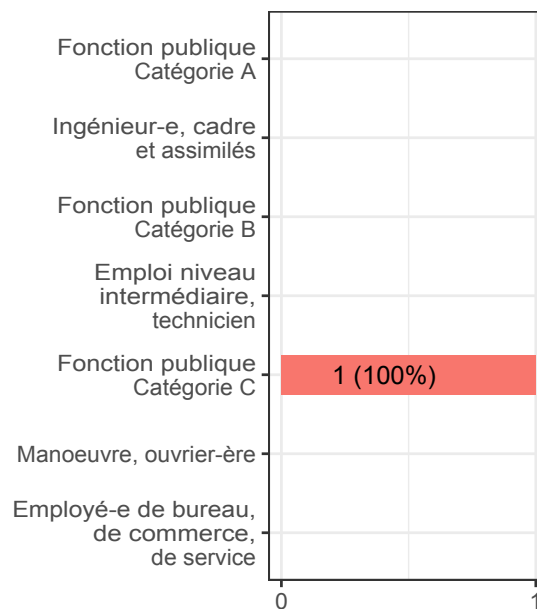 Fonction publique
Catégorie A
Ingénieur-e, cadre
et assimilés
Fonction publique
Catégorie B
Emploi niveau
intermédiaire,
technicien
Fonction publique
Catégorie C
1 (100%)
Manoeuvre, ouvrier-ère
Employé-e de bureau,
de commerce,
de service
0
1